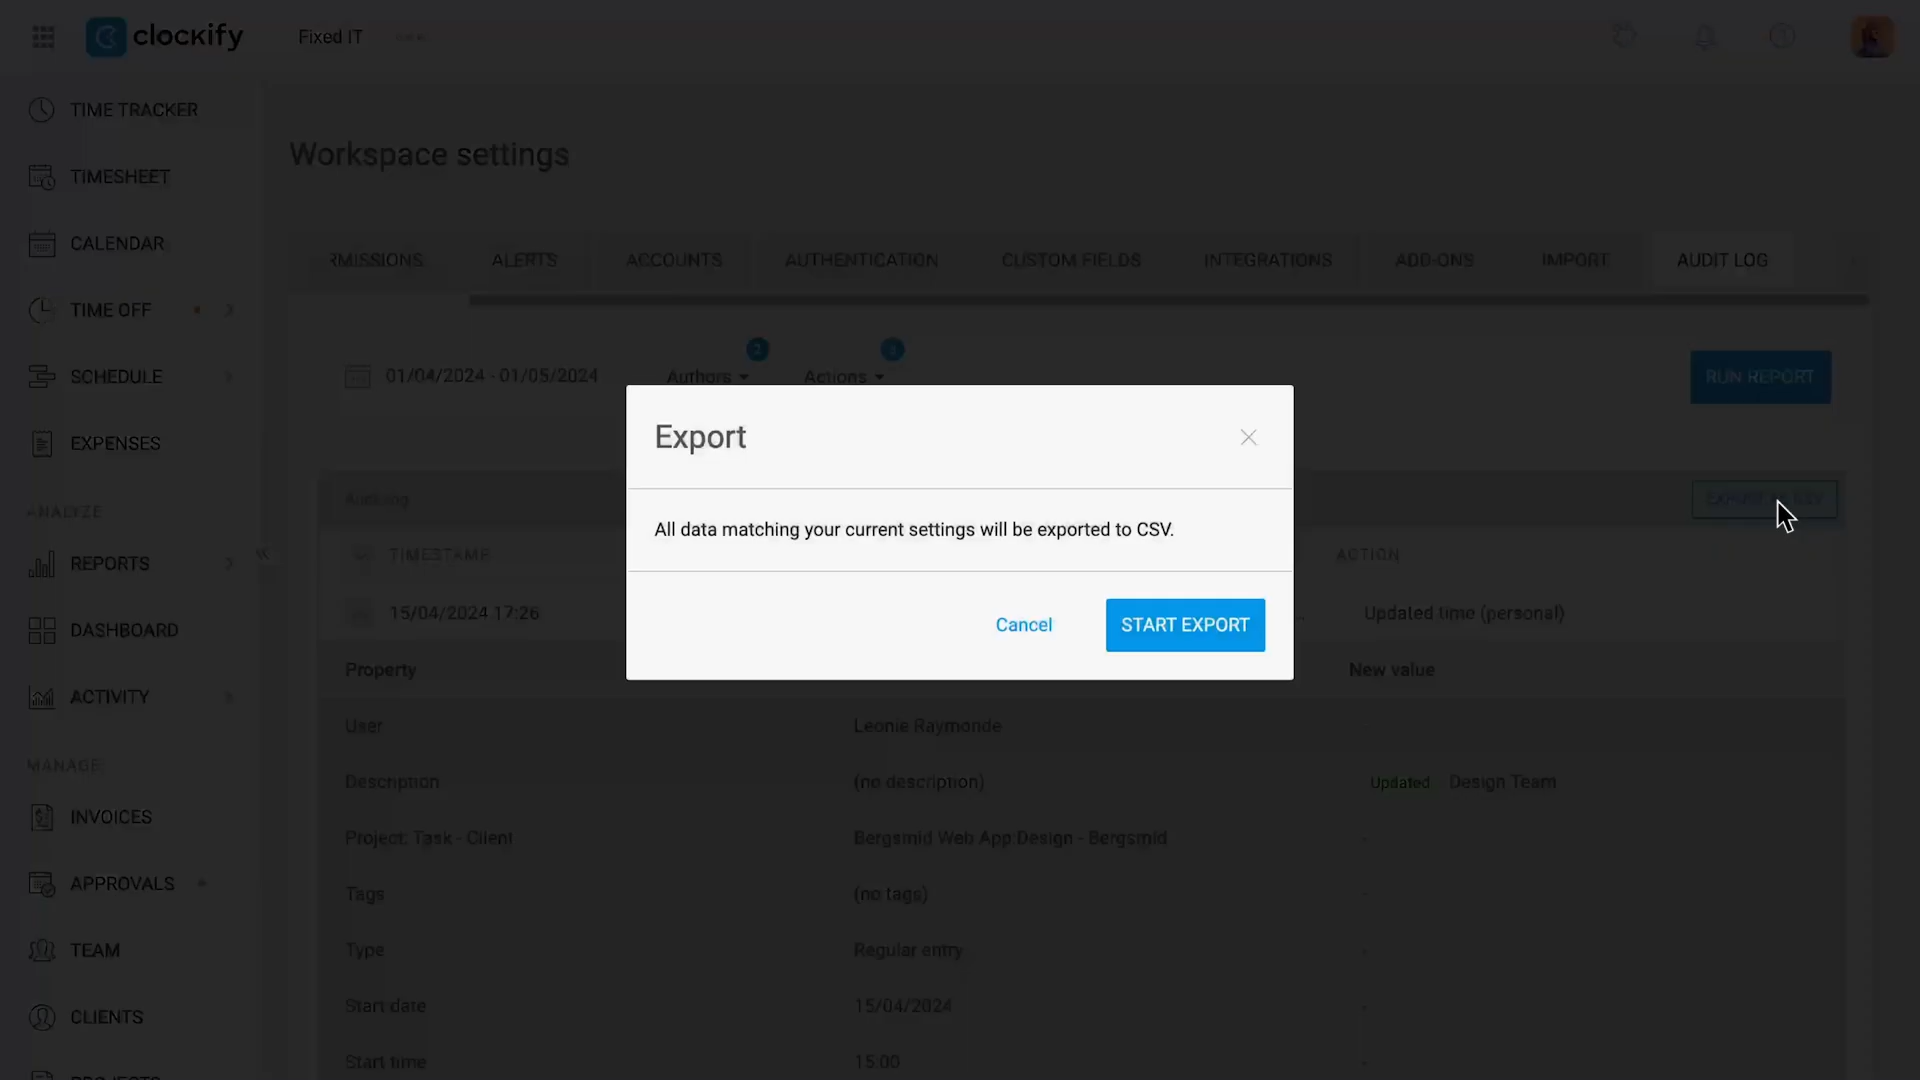 clockify
Fixed IT
TIME TRACKER
TIMESHEET
CALENDAR
TIME OFF
SCHEDULE
EXPENSES
ANALYZE
REPORTS
DASHBOARD
ACTIVITY
MANAGE
INVOICES
APPROVALS
TEAM
CLIENTS
PROJECTS
Workspace settings
RMISSIONS ALERTS ACCOUNTS AUTHENTICATION CUSTOM FIELDS INTEGRATIONS ADD-ONS IMPORT AUDIT LOG
01/04/2024 - 01/05/2024 Authors 2 Actions RUN REPORT
Audit log
TIMESTAMP ACTION
15/04/2024 17:26 Updated time (personal)
Property New value
User Leonie Raymonde
Description (no description) Updated Design Team
Project: Task - Client Bergsmid Web App Design - Bergsmid -
Tags (no tags) -
Type Regular entry -
Start date 15/04/2024 -
Start time 15:00 -
Export
All data matching your current settings will be exported to CSV.
Cancel START EXPORT